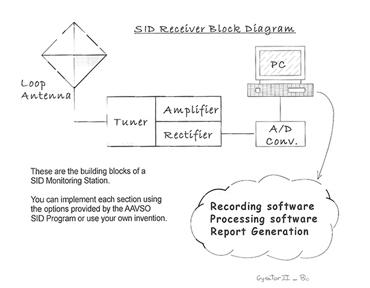 SID Receiver Block Diagram
Loop
Antenna
Tuner
Amplifier
Rectifier
PC
A/D
Conv.
These are the building blocks of a
SID Monitoring Station.
You can implement each section using
the options provided by the AAVSO
SID Program or use your own invention.
Recording software
Processing software
Report Generation